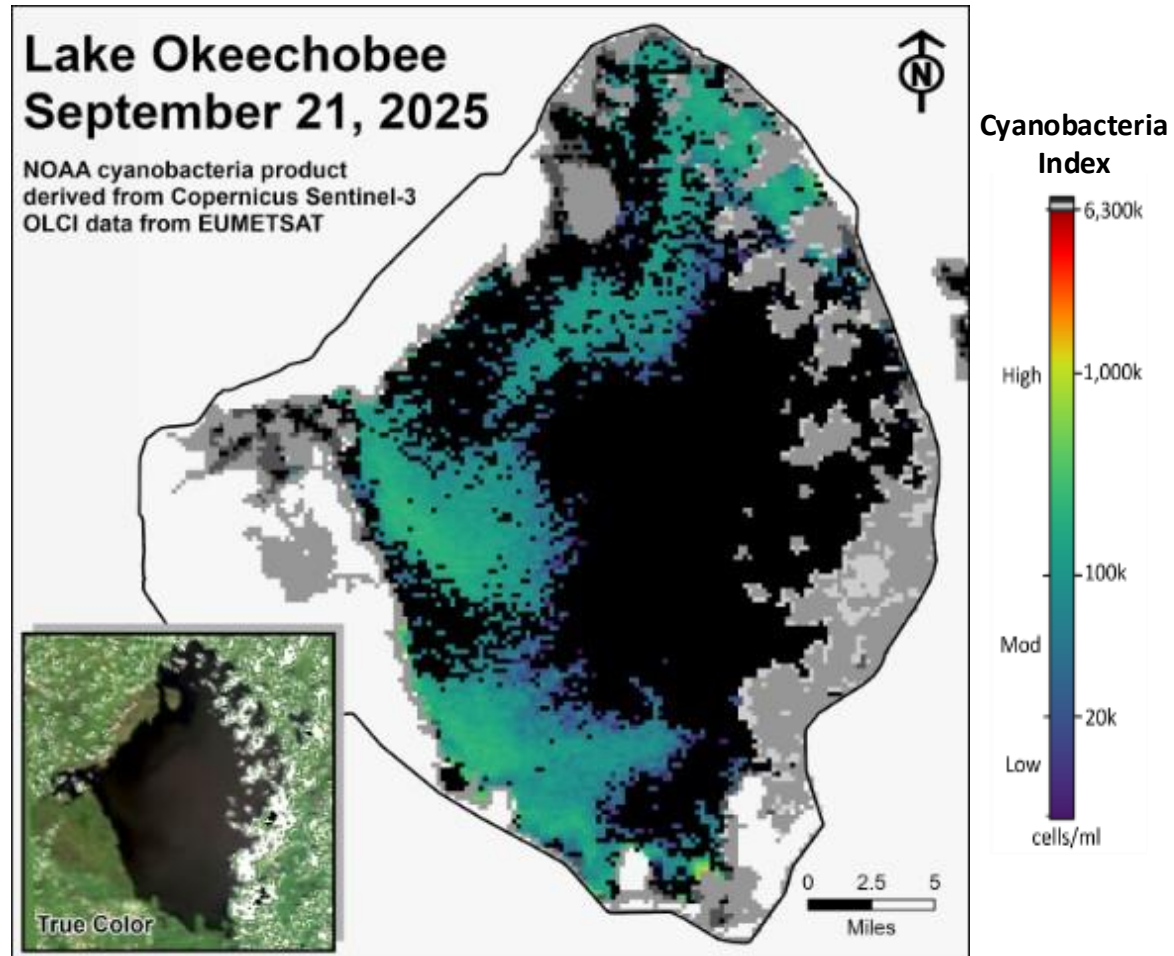 Lake Okeechobee
September 21, 2025
NOAA cyanobacteria product
derived from Copernicus Sentinel-3
OLCI data from EUMETSAT
N
Cyanobacteria
Index
6,300k
High
1,000k
100k
Mod
20k
Low
cells/ml
True Color
0 2.5 5
Miles